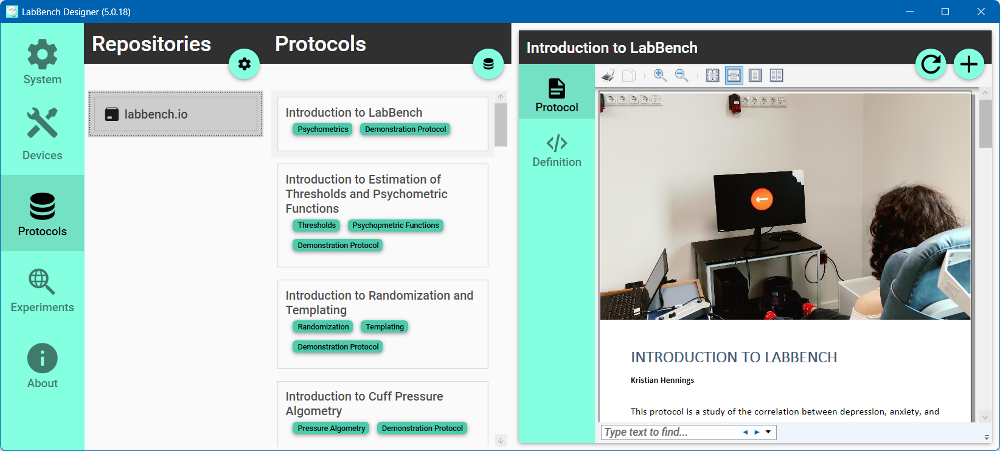 LabBench Designer (5.0.18)
System
Devices
Protocols
Experiments
About
Repositories
labbench.io
Protocols
Introduction to LabBench
Psychometrics Demonstration Protocol
Introduction to Estimation of
Thresholds and Psychometric
Functions
Thresholds Psychopmetric Functions
Demonstration Protocol
Introduction to Randomization and
Templating
Randomization Templating
Demonstration Protocol
Introduction to Cuff Pressure
Algometry
Pressure Algometry Demonstration Protocol
Introduction to LabBench
Protocol
Definition
INTRODUCTION TO LABBENCH
Kristian Hennings
This protocol is a study of the correlation between depression, anxiety, and
Type text to find...